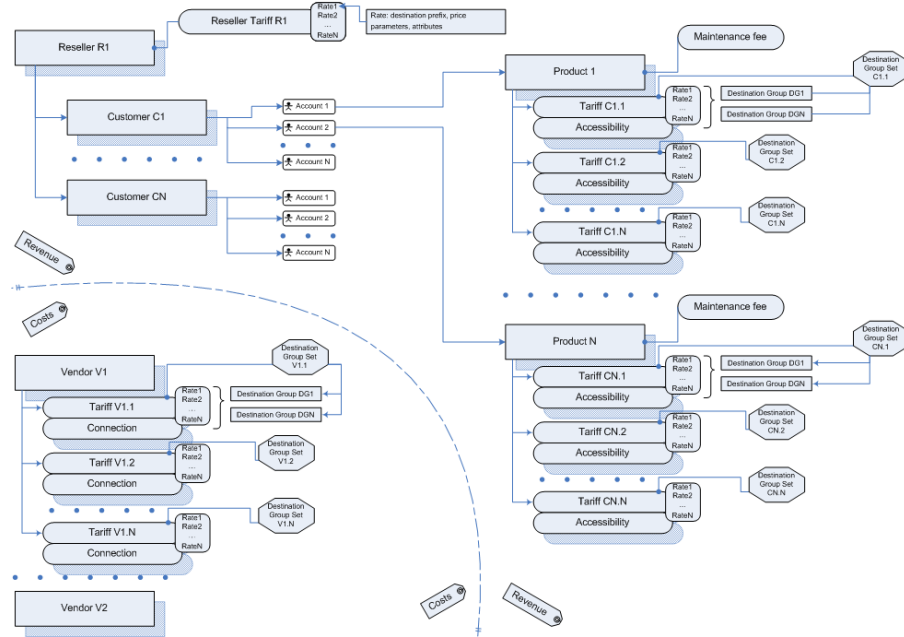 Reseller Tariff R1
Rate1
Rate2
...
RateN
Rate: destination prefix, price
parameters, attributes
Reseller R1
Customer C1
Account 1
Account 2
Account N
Customer CN
Account 1
Account 2
Account N
Revenue
Costs
Product 1
Maintenance fee
Destination
Group Set
C1.1
Tariff C1.1
Accessibility
Rate1
Rate2
...
RateN
Destination Group DG1
Destination Group DGN
Tariff C1.2
Accessibility
Rate1
Rate2
...
RateN
Destination
Group Set
C1.2
Tariff C1.N
Accessibility
Rate1
Rate2
...
RateN
Destination
Group Set
C1.N
Product N
Maintenance fee
Destination
Group Set
CN.1
Tariff CN.1
Accessibility
Rate1
Rate2
...
RateN
Destination Group DG1
Destination Group DGN
Tariff CN.2
Accessibility
Rate1
Rate2
...
RateN
Destination
Group Set
CN.2
Tariff CN.N
Accessibility
Rate1
Rate2
...
RateN
Destination
Group Set
CN.N
Vendor V1
Destination
Group Set
V1.1
Tariff V1.1
Connection
Rate1
Rate2
...
RateN
Destination Group DG1
Destination Group DGN
Tariff V1.2
Connection
Rate1
Rate2
...
RateN
Destination
Group Set
V1.2
Tariff V1.N
Connection
Rate1
Rate2
...
RateN
Destination
Group Set
V1.N
Vendor V2
Costs
Revenue